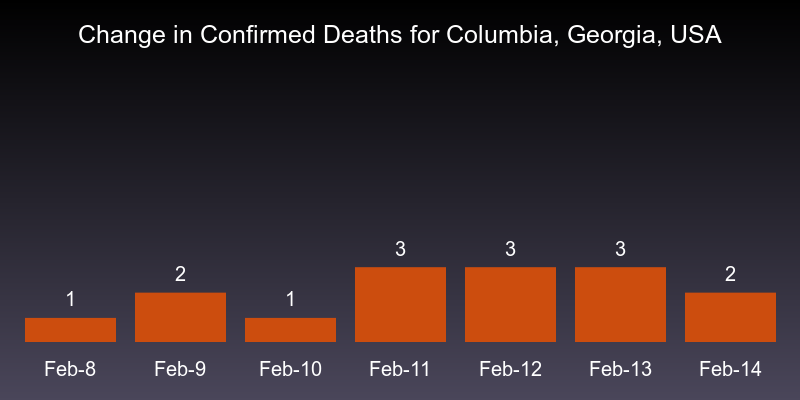 Change in Confirmed Deaths for Columbia, Georgia, USA
1 2 1 3 3 3 2
Feb-8 Feb-9 Feb-10 Feb-11 Feb-12 Feb-13 Feb-14